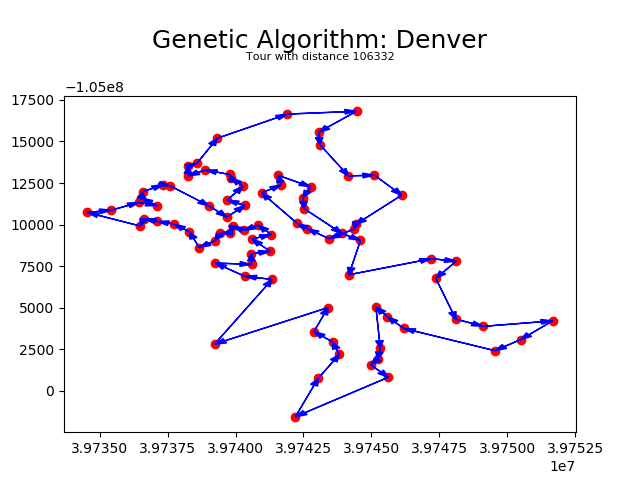 Genetic Algorithm: Denver
Tour with distance 106332
−1.05e8
17500
15000
12500
10000
7500
5000
2500
0
3.97350 3.97375 3.97400 3.97425 3.97450 3.97475 3.97500 3.97525
1e7